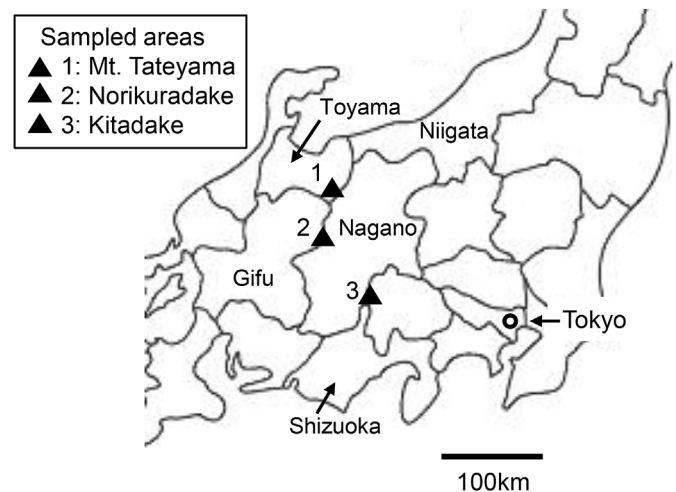 Sampled areas
▲ 1: Mt. Tateyama
▲ 2: Norikuradake
▲ 3: Kitadake
Toyama
Niigata
1
2
Nagano
Gifu
3
Tokyo
Shizuoka
100km